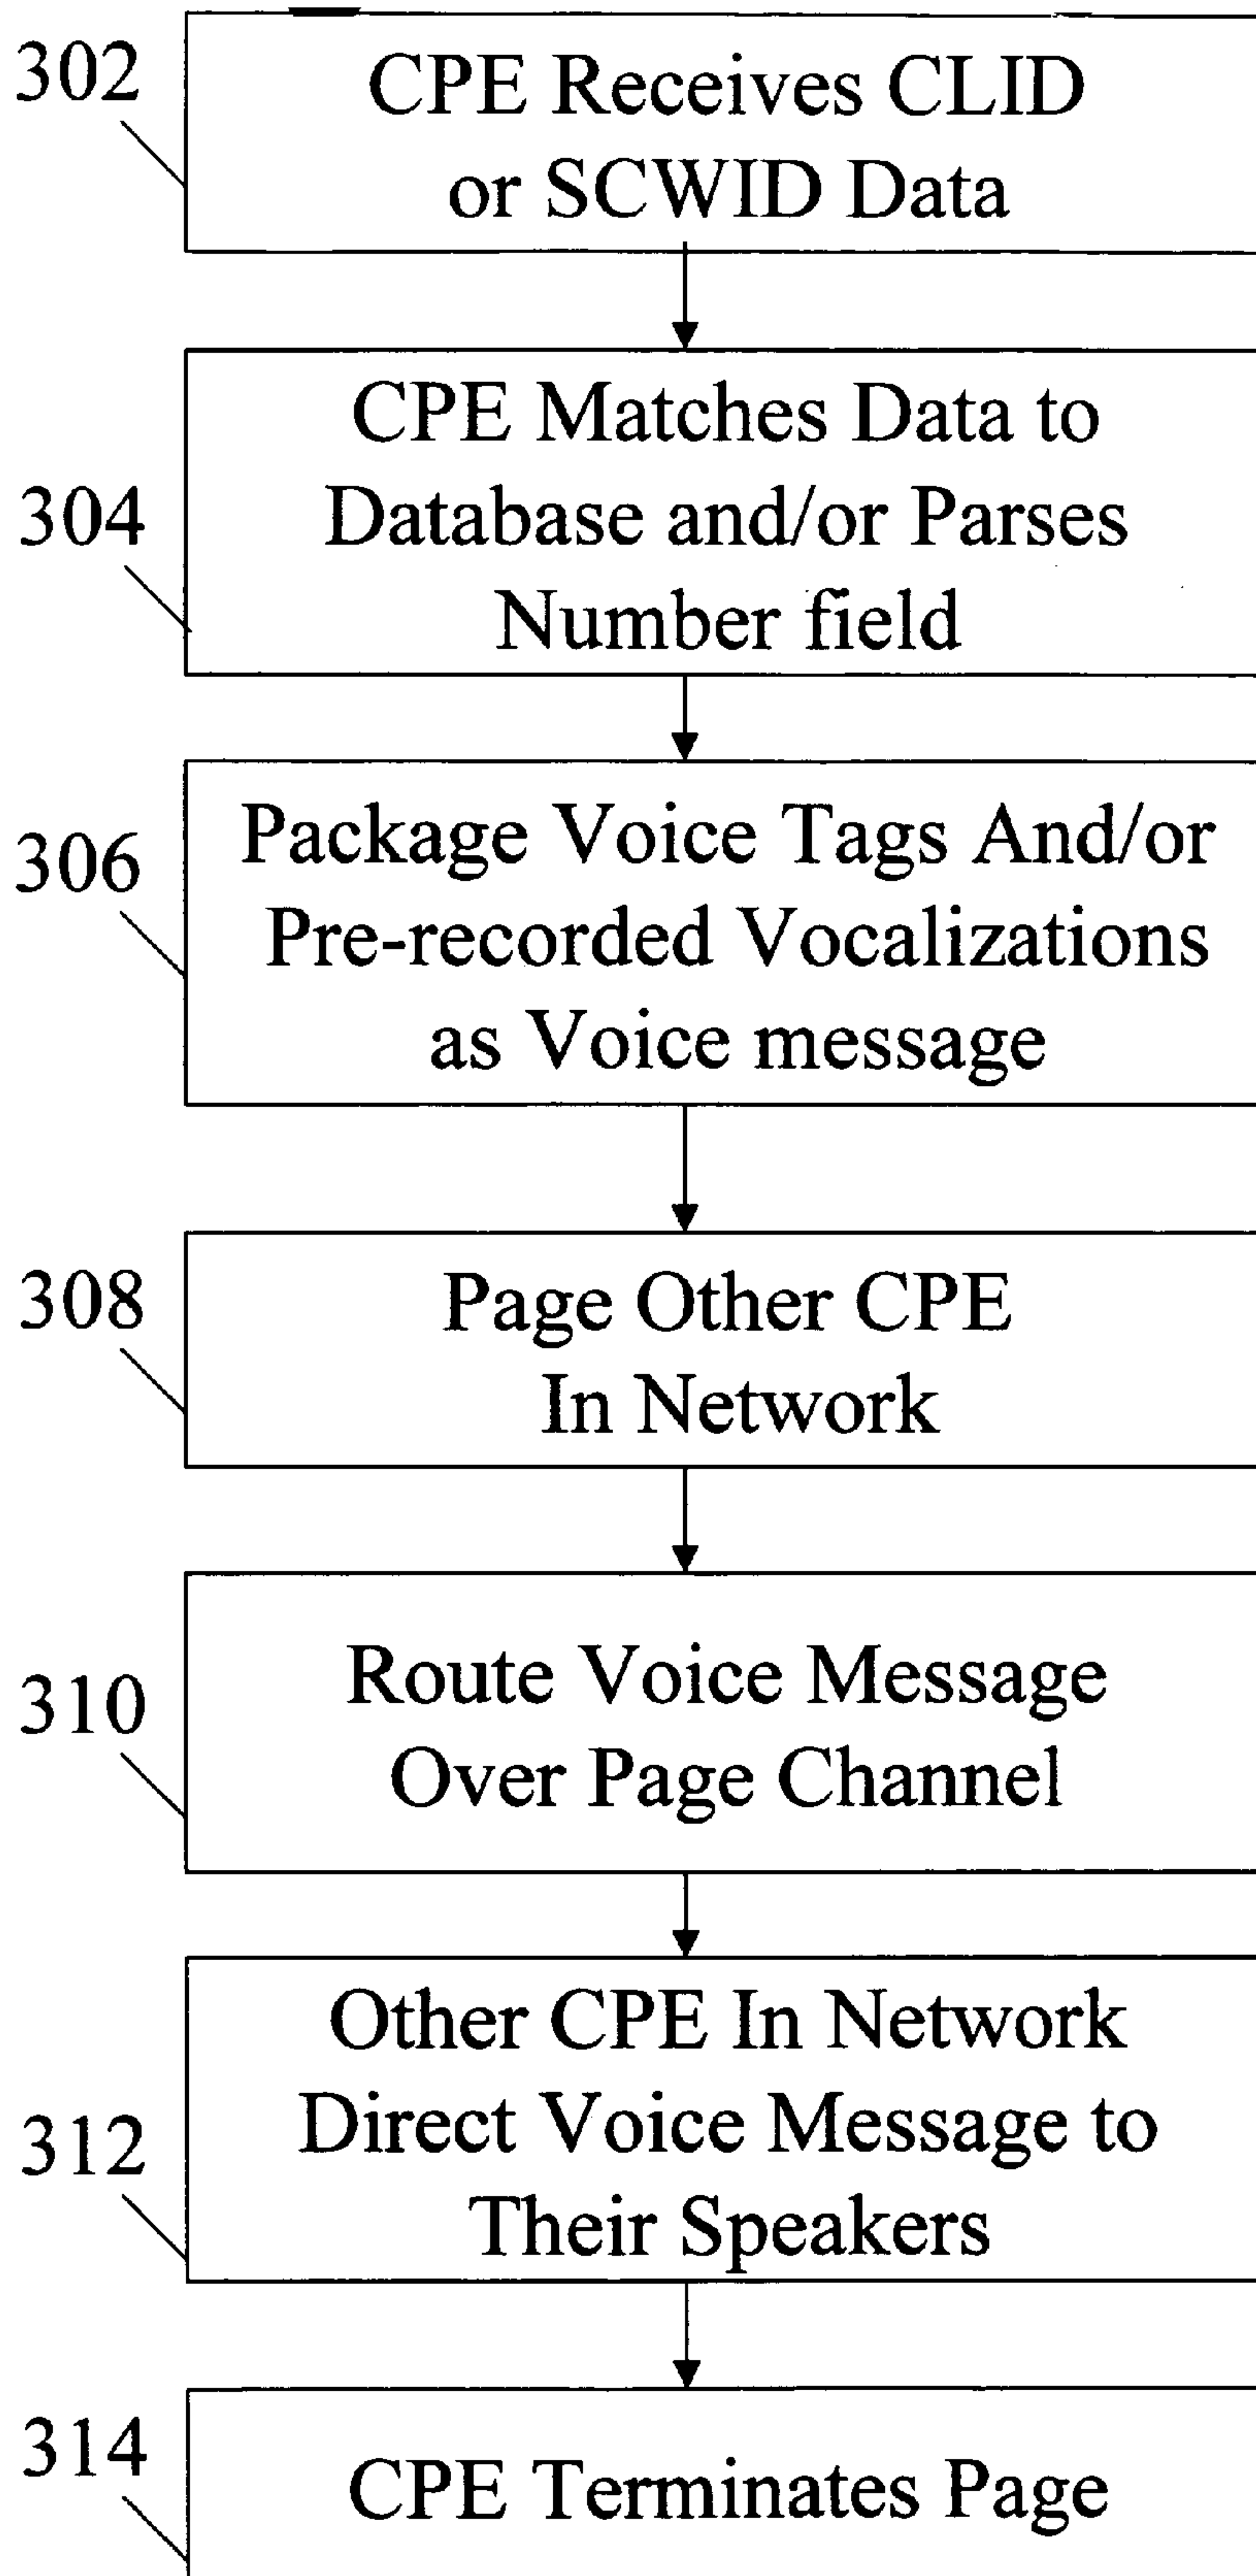 302
CPE Receives CLID
or SCWID Data
304
CPE Matches Data to
Database and/or Parses
Number field
306
Package Voice Tags And/or
Pre-recorded Vocalizations
as Voice message
308
Page Other CPE
In Network
310
Route Voice Message
Over Page Channel
312
Other CPE In Network
Direct Voice Message to
Their Speakers
314
CPE Terminates Page